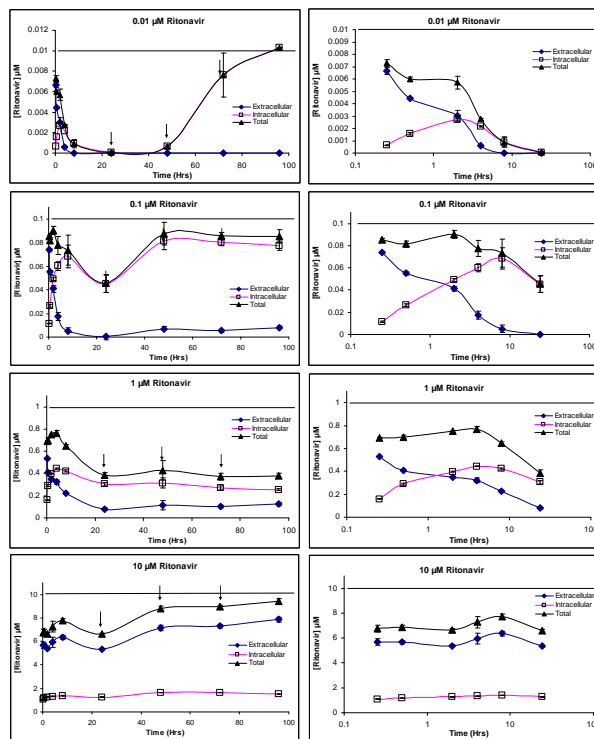 0.01 µM Ritonavir
[Ritonavir] µM
0.012
0.01
0.008
0.006
0.004
0.002
0
0 20 40 60 80 100
Time (Hrs)
Extracellular
Intracellular
Total
0.01 µM Ritonavir
[Ritonavir] µM
0.01
0.009
0.008
0.007
0.006
0.005
0.004
0.003
0.002
0.001
0
0.1 1 10 100
Time (Hrs)
Extracellular
Intracellular
Total
0.1 µM Ritonavir
[Ritonavir] µM
0.1
0.08
0.06
0.04
0.02
0
0 20 40 60 80 100
Time (Hrs)
Extracellular
Intracellular
Total
0.1 µM Ritonavir
[Ritonavir] µM
0.1
0.08
0.06
0.04
0.02
0
0.1 1 10 100
Time (Hrs)
Extracellular
Intracellular
Total
1 µM Ritonavir
[Ritonavir] µM
1
0.8
0.6
0.4
0.2
0
0 20 40 60 80 100
Time (Hrs)
Extracellular
Intracellular
Total
1 µM Ritonavir
[Ritonavir] µM
1
0.8
0.6
0.4
0.2
0
0.1 1 10 100
Time (Hrs)
Extracellular
Intracellular
Total
10 µM Ritonavir
[Ritonavir] µM
10
8
6
4
2
0
0 20 40 60 80 100
Time (Hrs)
Extracellular
Intracellular
Total
10 µM Ritonavir
[Ritonavir] µM
10
8
6
4
2
0
0.1 1 10 100
Time (Hrs)
Extracellular
Intracellular
Total